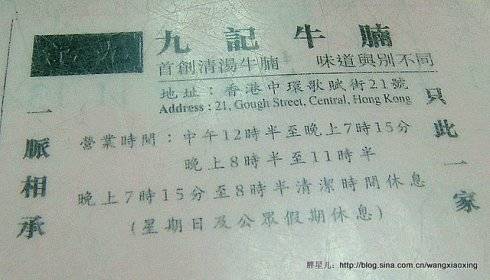 九記牛腩
首創清湯牛腩 味道與別不同
地址：香港中環歌賦街21號
Address : 21, Gough Street, Central, Hong Kong
一脈相承
只此一家
營業時間：中午12時半至晚上7時15分
晚上8時半至11時半
晚上7時15分至8時半清潔時間休息
(星期日及公眾假期休息)
胖星儿：http://blog.sina.com.cn/wangxiaoxing